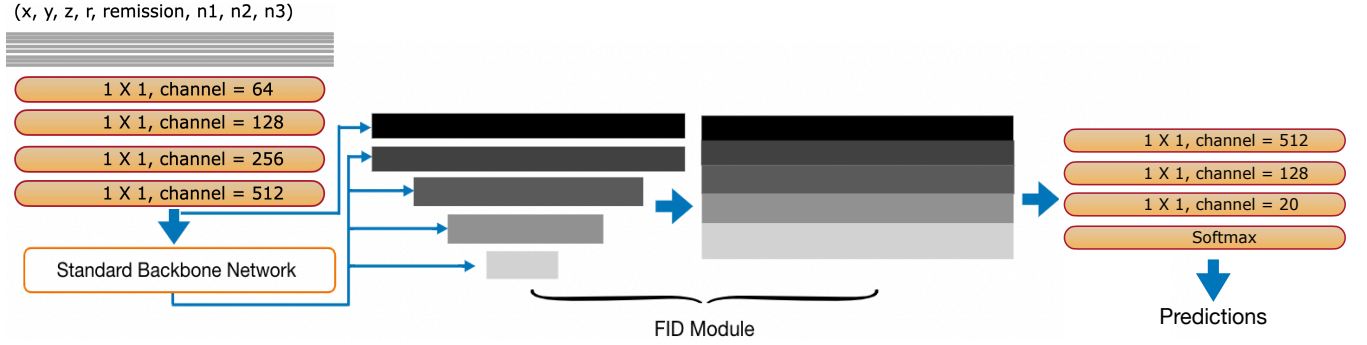 (x, y, z, r, remission, n1, n2, n3)
1 X 1, channel = 64
1 X 1, channel = 128
1 X 1, channel = 256
1 X 1, channel = 512
Standard Backbone Network
FID Module
1 X 1, channel = 512
1 X 1, channel = 128
1 X 1, channel = 20
Softmax
Predictions